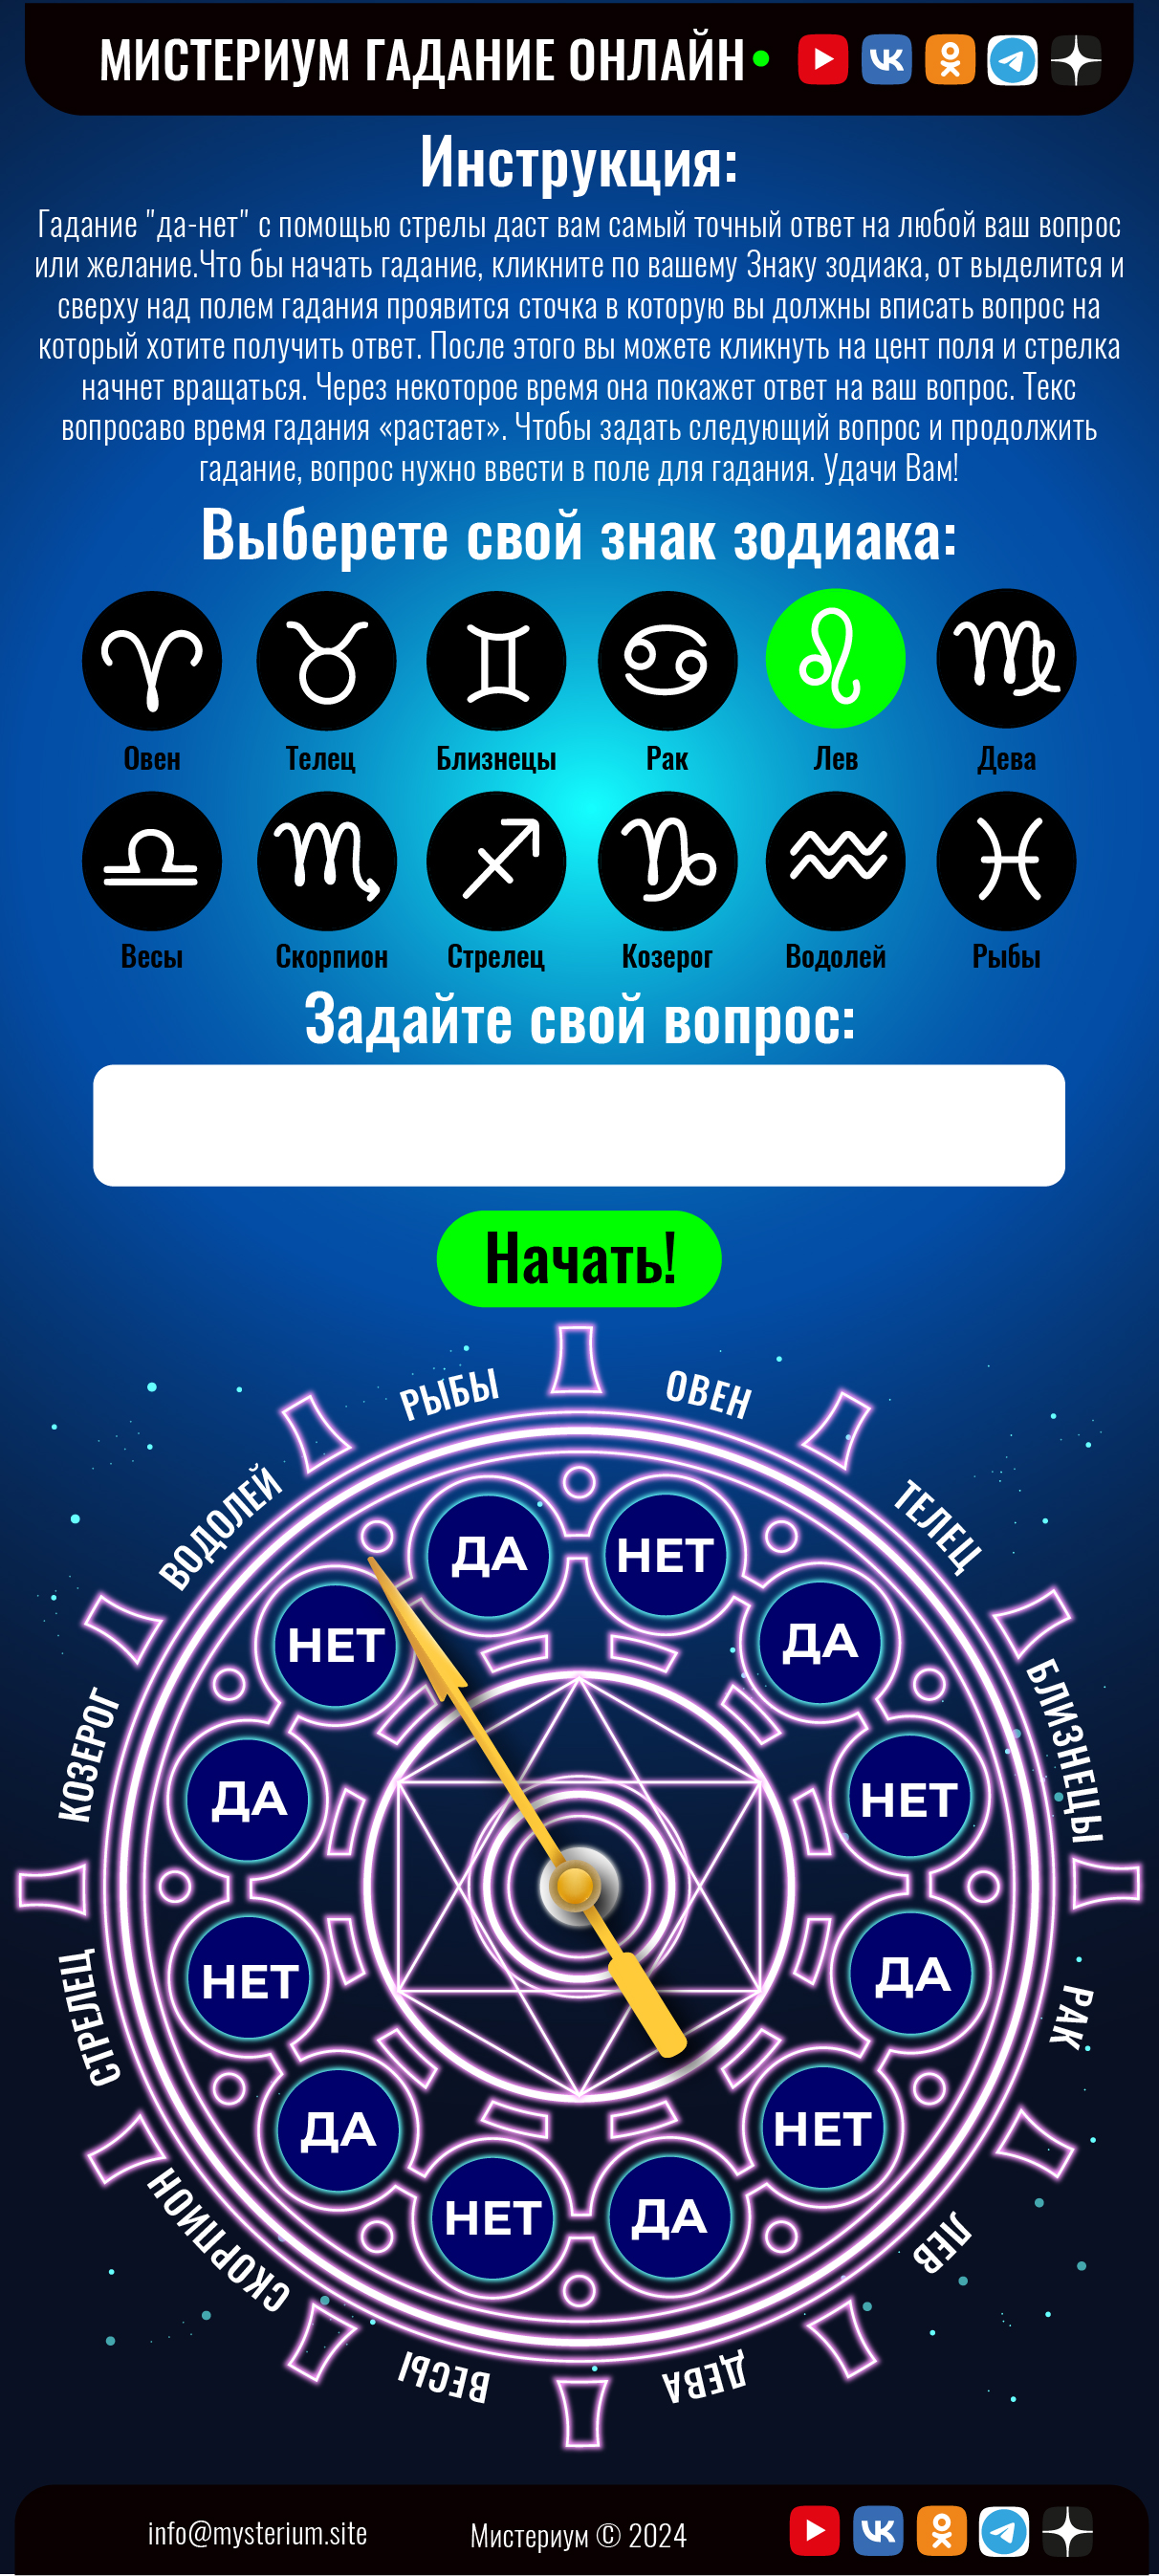 МИСТЕРИУМ ГАДАНИЕ ОНЛАЙН
Инструкция:
Гадание "да-нет" с помощью стрелы даст вам самый точный ответ на любой ваш вопрос
или желание.Что бы начать гадание, кликните по вашему Знаку зодиака, от выделится и
сверху над полем гадания проявится сточка в которую вы должны вписать вопрос на
который хотите получить ответ. После этого вы можете кликнуть на цент поля и стрелка
начнет вращаться. Через некоторое время она покажет ответ на ваш вопрос. Текс
вопросаво время гадания «растает». Чтобы задать следующий вопрос и продолжить
гадание, вопрос нужно ввести в поле для гадания. Удачи Вам!
Выберете свой знак зодиака:
Овен Телец Близнецы Рак Лев Дева
Весы Скорпион Стрелец Козерог Водолей Рыбы
Задайте свой вопрос:
Начать!
РЫБЫ ОВЕН
ВОДОЛЕЙ ТЕЛЕЦ
ДА НЕТ
НЕТ ДА
КОЗЕРОГ БЛИЗНЕЦЫ
ДА НЕТ
НЕТ ДА
СТРЕЛЕЦ РАК
ДА НЕТ
НЕТ ДА
СКОРПИОН ЛЕВ
ВЕСЫ ДЕВА
info@mysterium.site Мистериум © 2024